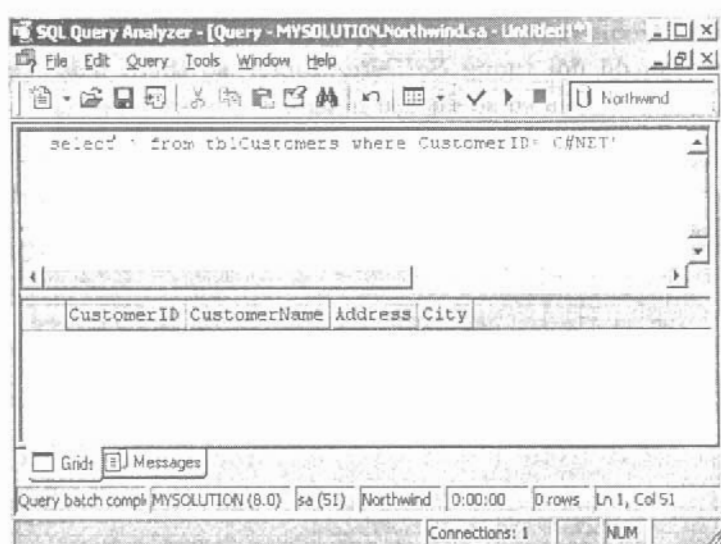 SQL Query Analyzer - [Query - MYSOLUTION.Northwind.sa - Untitled1*]
File Edit Query Tools Window Help
Northwind
select * from tblCustomers where CustomerID= C#NET'
CustomerID CustomerName Address City
Grids Messages
Query batch compl MYSOLUTION (8.0) sa (51) Northwind 0:00:00 0 rows Ln 1, Col 51
Connections: 1 NUM